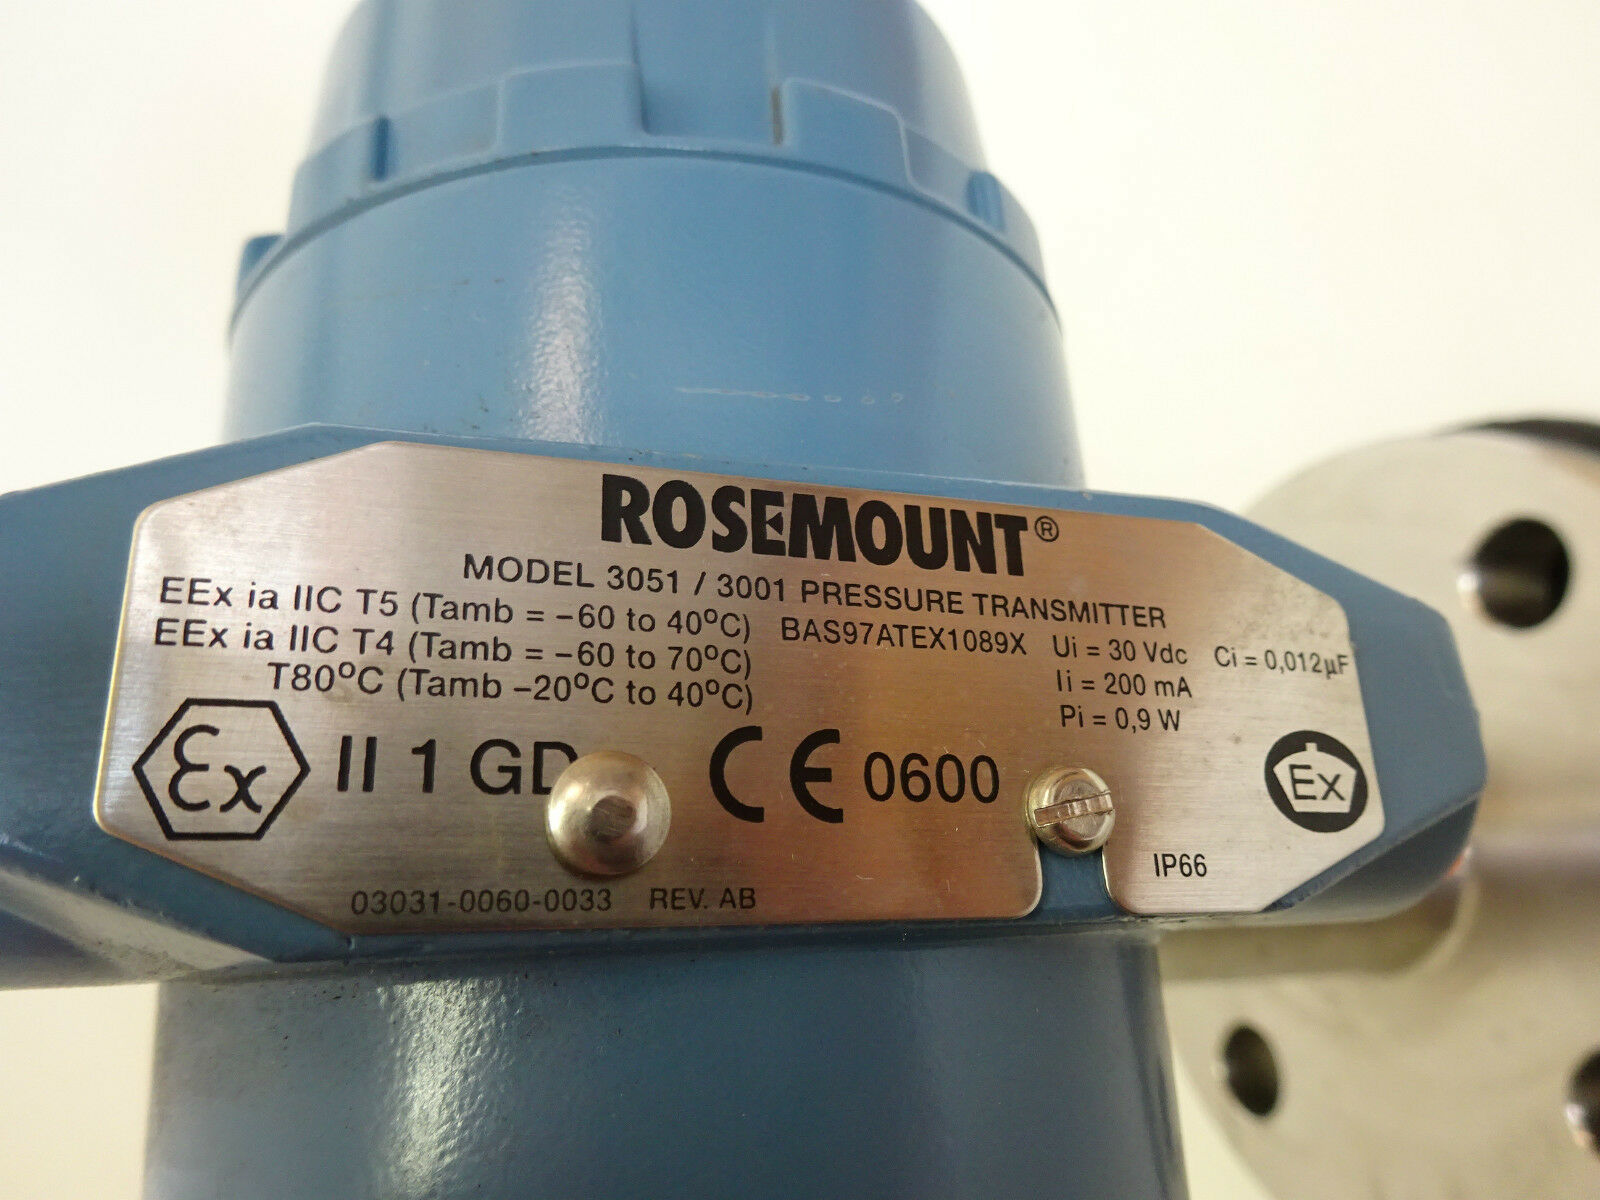 ROSEMOUNT®
MODEL 3051 / 3001 PRESSURE TRANSMITTER
EEx ia IIC T5 (Tamb = -60 to 40°C)
EEx ia IIC T4 (Tamb = -60 to 70°C)
T80°C (Tamb -20°C to 40°C)
BAS97ATEX1089X
Ui = 30 Vdc
Ii = 200 mA
Pi = 0,9 W
Ci = 0,012µF
Ex II 1 GD CE 0600
Ex
IP66
03031-0060-0033 REV. AB